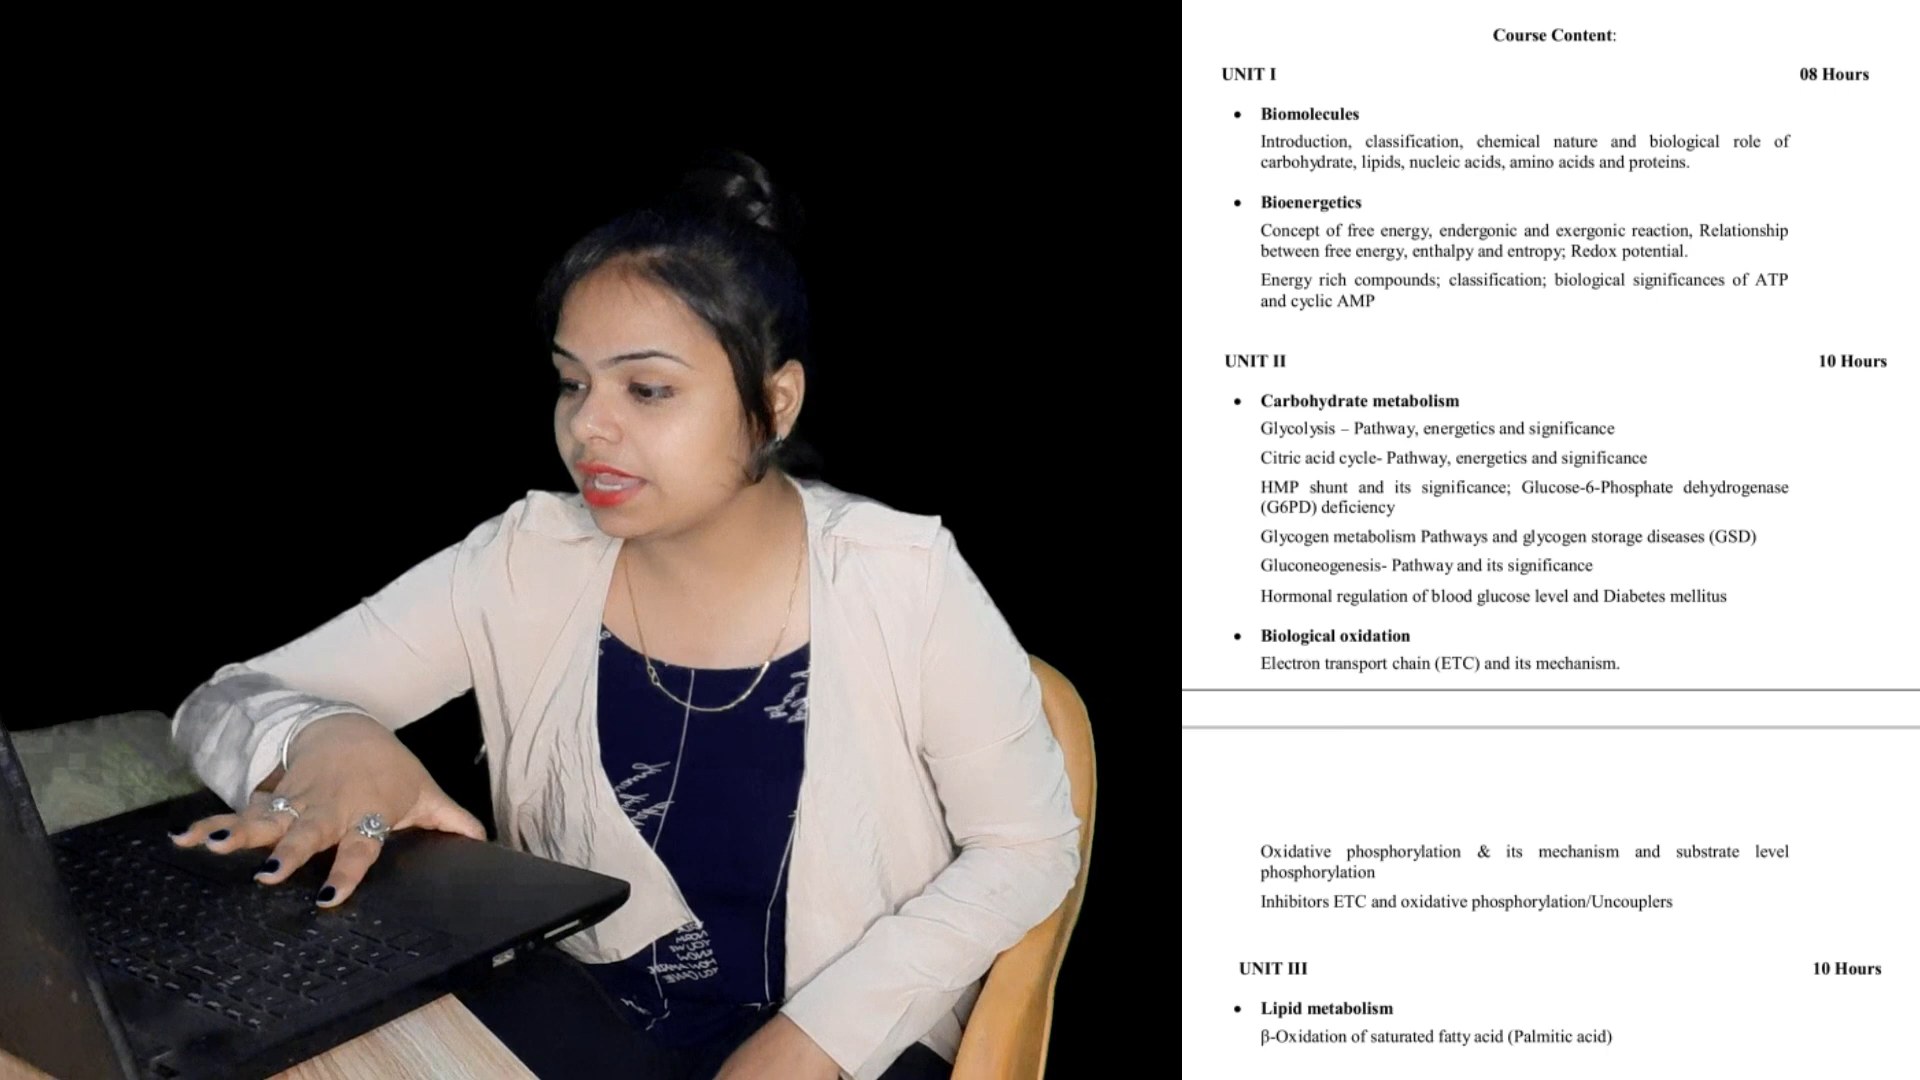 Course Content:
UNIT I 08 Hours
• Biomolecules
Introduction, classification, chemical nature and biological role of
carbohydrate, lipids, nucleic acids, amino acids and proteins.
• Bioenergetics
Concept of free energy, endergonic and exergonic reaction, Relationship
between free energy, enthalpy and entropy; Redox potential.
Energy rich compounds; classification; biological significances of ATP
and cyclic AMP
UNIT II 10 Hours
• Carbohydrate metabolism
Glycolysis – Pathway, energetics and significance
Citric acid cycle- Pathway, energetics and significance
HMP shunt and its significance; Glucose-6-Phosphate dehydrogenase
(G6PD) deficiency
Glycogen metabolism Pathways and glycogen storage diseases (GSD)
Gluconeogenesis- Pathway and its significance
Hormonal regulation of blood glucose level and Diabetes mellitus
• Biological oxidation
Electron transport chain (ETC) and its mechanism.
Oxidative phosphorylation & its mechanism and substrate level
phosphorylation
Inhibitors ETC and oxidative phosphorylation/Uncouplers
UNIT III 10 Hours
• Lipid metabolism
β-Oxidation of saturated fatty acid (Palmitic acid)